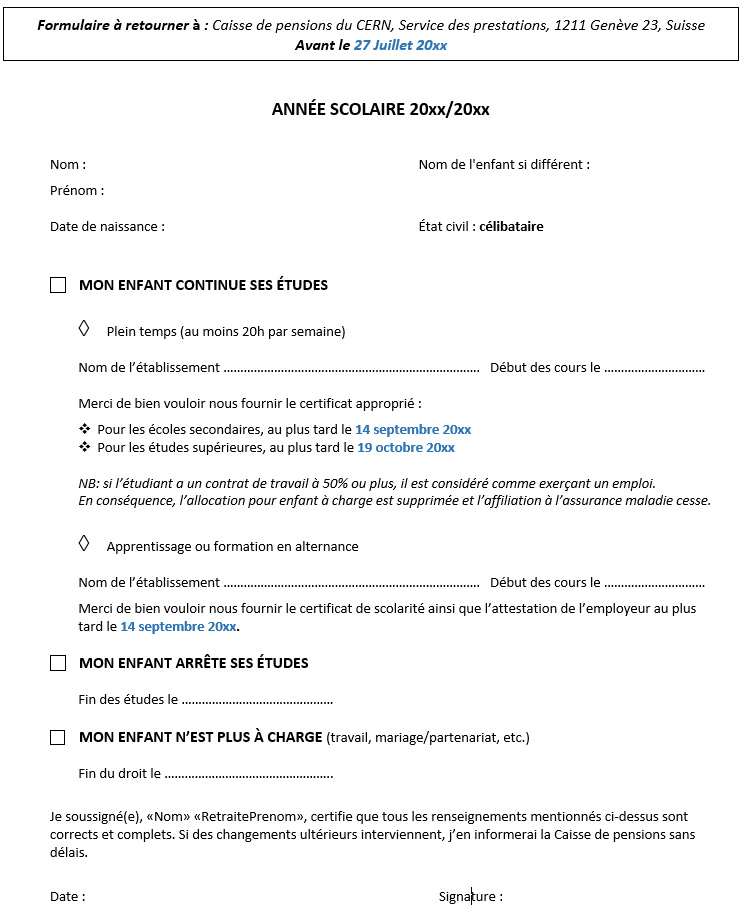 Formulaire à retourner à : Caisse de pensions du CERN, Service des prestations, 1211 Genève 23, Suisse
Avant le 27 Juillet 20xx
ANNÉE SCOLAIRE 20xx/20xx
Nom : Nom de l'enfant si différent :
Prénom :
Date de naissance : État civil : célibataire
MON ENFANT CONTINUE SES ÉTUDES
◊ Plein temps (au moins 20h par semaine)
Nom de l’établissement ………………………………………………………………… Début des cours le …………………………
Merci de bien vouloir nous fournir le certificat approprié :
❖ Pour les écoles secondaires, au plus tard le 14 septembre 20xx
❖ Pour les études supérieures, au plus tard le 19 octobre 20xx
NB: si l’étudiant a un contrat de travail à 50% ou plus, il est considéré comme exerçant un emploi.
En conséquence, l’allocation pour enfant à charge est supprimée et l’affiliation à l’assurance maladie cesse.
◊ Apprentissage ou formation en alternance
Nom de l’établissement ………………………………………………………………… Début des cours le …………………………
Merci de bien vouloir nous fournir le certificat de scolarité ainsi que l’attestation de l’employeur au plus
tard le 14 septembre 20xx.
MON ENFANT ARRÊTE SES ÉTUDES
Fin des études le ………………………………………
MON ENFANT N’EST PLUS À CHARGE (travail, mariage/partenariat, etc.)
Fin du droit le …………………………………………..
Je soussigné(e), «Nom» «RetraitePrenom», certifie que tous les renseignements mentionnés ci-dessus sont
corrects et complets. Si des changements ultérieurs interviennent, j’en informerai la Caisse de pensions sans
délais.
Date : Signature :